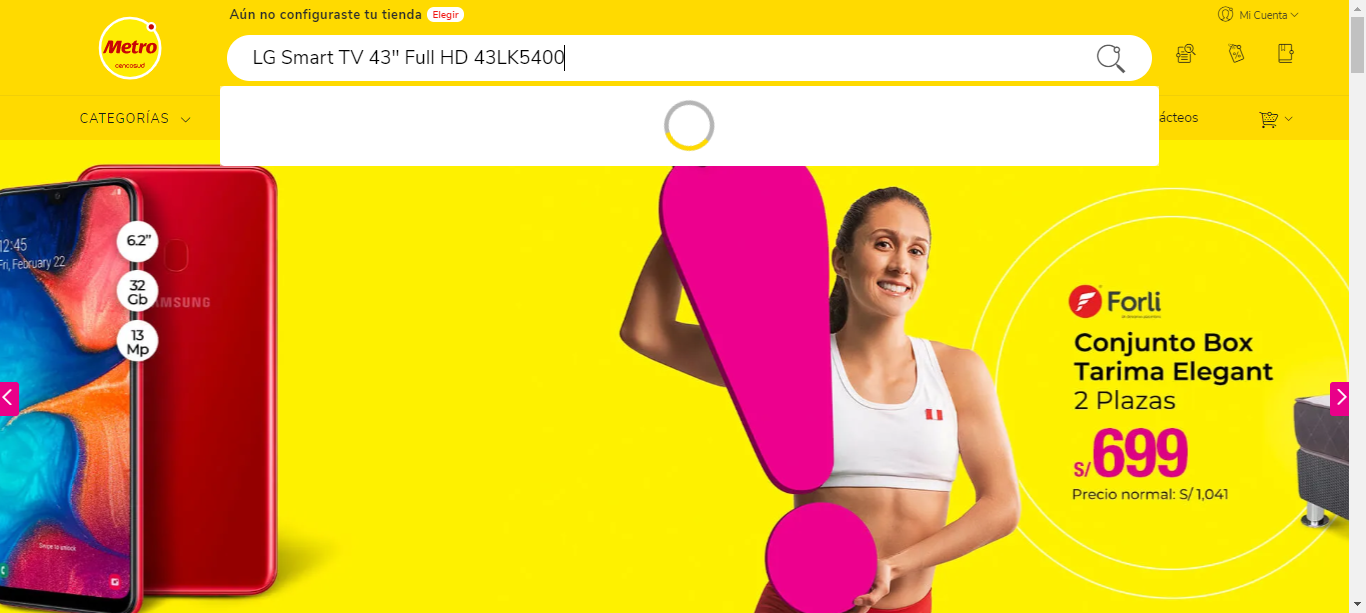 Aún no configuraste tu tienda Elegir
Mi Cuenta
Metro
cencosud
LG Smart TV 43" Full HD 43LK5400
CATEGORÍAS
ácteos
12:45
Fri, February 22
6.2”
32
Gb
13
Mp
SAMSUNG
Swipe to unlock
Forli
Conjunto Box
Tarima Elegant
2 Plazas
S/699
Precio normal: S/ 1,041